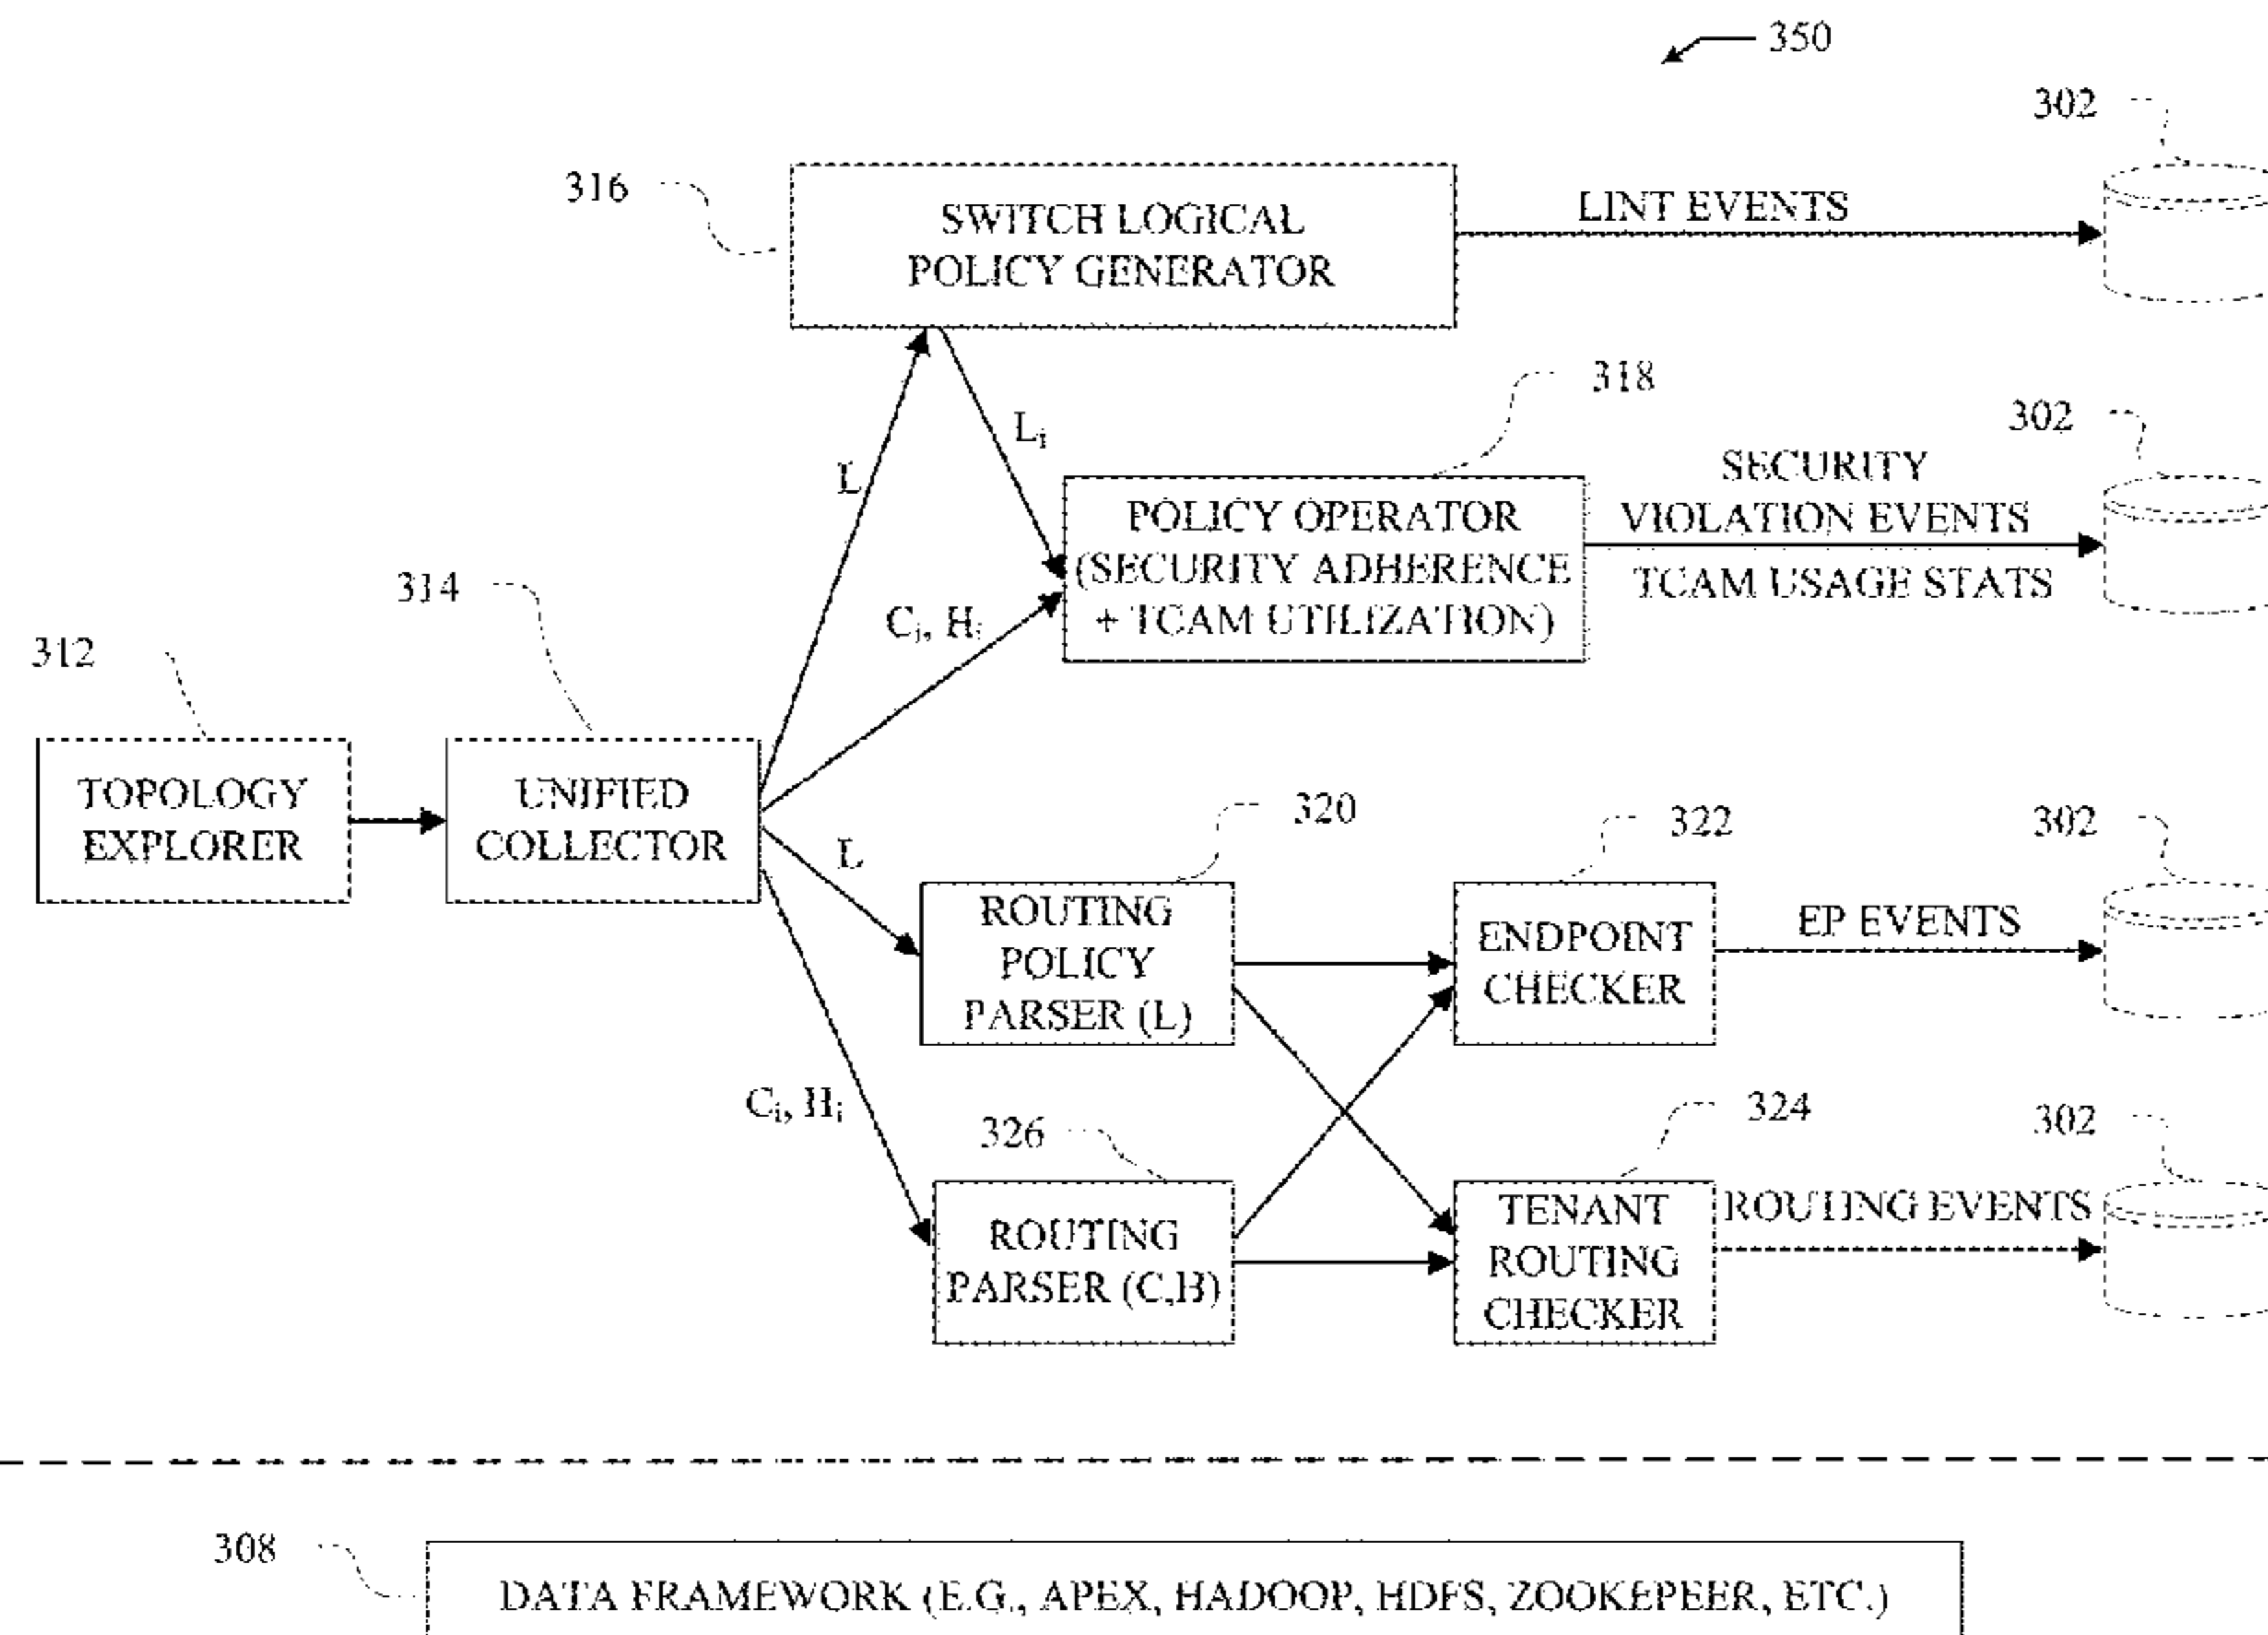 350
302
316
SWITCH LOGICAL
POLICY GENERATOR
LINT EVENTS
318
302
L
Li
POLICY OPERATOR
(SECURITY ADHERENCE
+ TCAM UTILIZATION)
SECURITY
VIOLATION EVENTS
TCAM USAGE STATS
314
Ci, Hi
312
TOPOLOGY
EXPLORER
UNIFIED
COLLECTOR
320
322
302
L
ROUTING
POLICY
PARSER (L)
ENDPOINT
CHECKER
EP EVENTS
Ci, Hi
326
324
302
ROUTING
PARSER (C,H)
TENANT
ROUTING
CHECKER
ROUTING EVENTS
308
DATA FRAMEWORK (E.G., APEX, HADOOP, HDFS, ZOOKEPEER, ETC.)